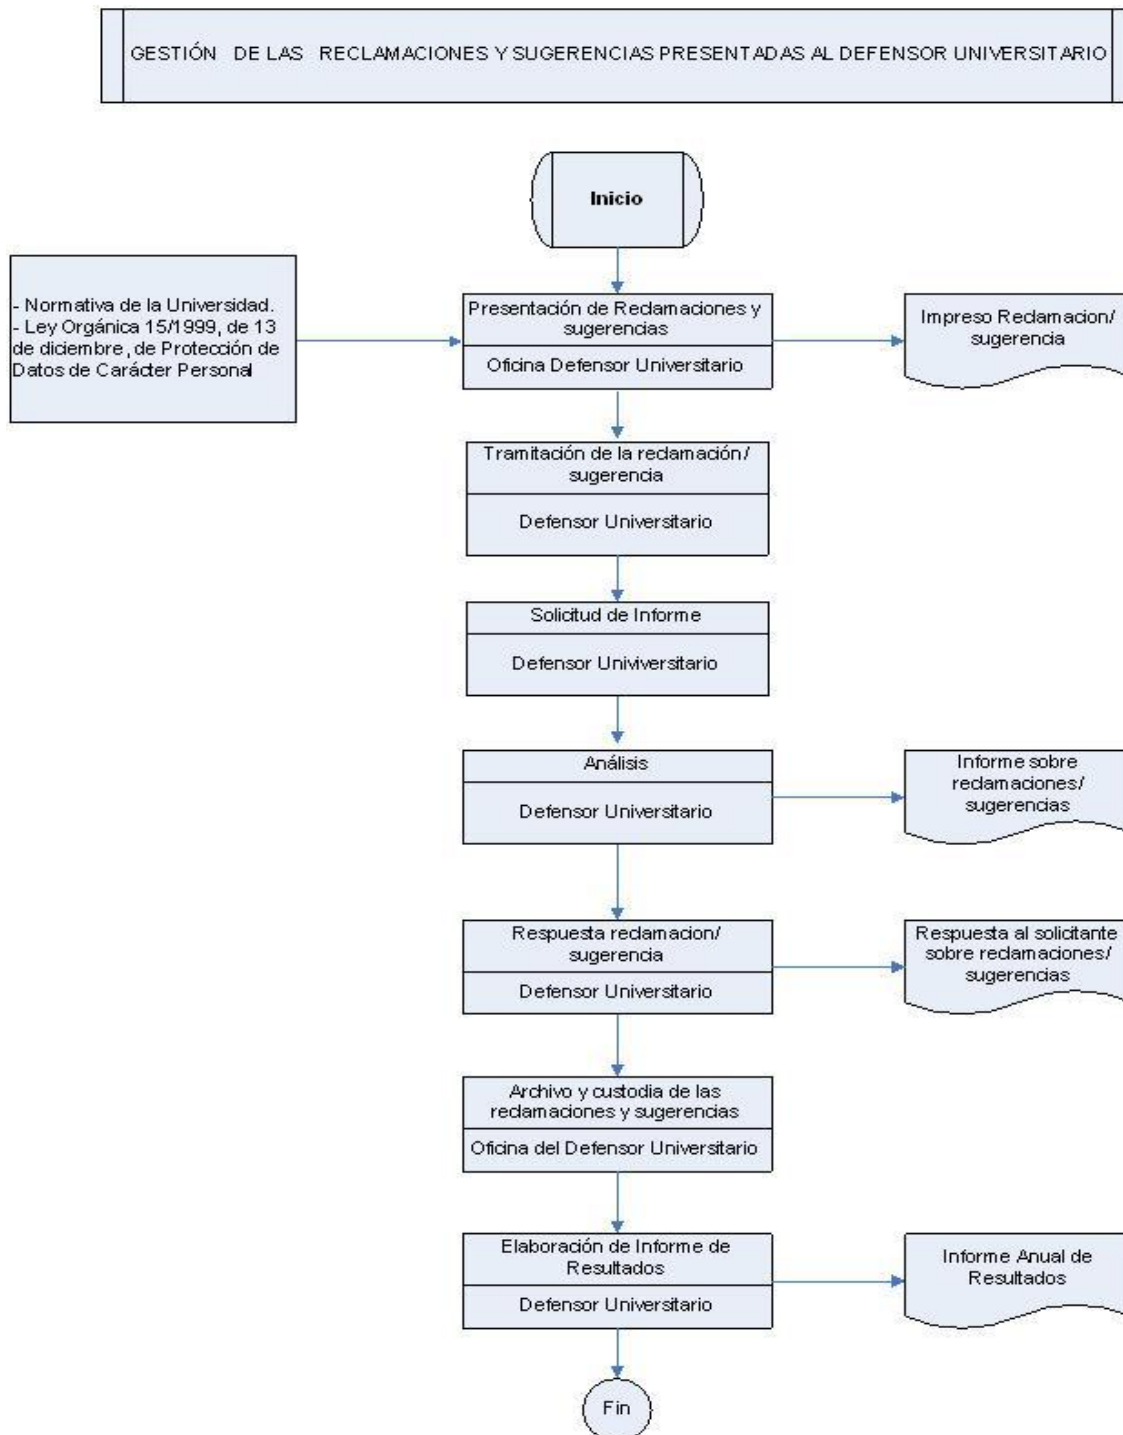 GESTIÓN DE LAS RECLAMACIONES Y SUGERENCIAS PRESENTADAS AL DEFENSOR UNIVERSITARIO
Inicio
- Normativa de la Universidad.
- Ley Orgánica 15/1999, de 13
de diciembre, de Protección de
Datos de Carácter Personal
Presentación de Reclamaciones y
sugerencias
Oficina Defensor Universitario
Impreso Reclamacion/
sugerencia
Tramitación de la reclamación/
sugerencia
Defensor Universitario
Solicitud de Informe
Defensor Univiversitario
Análisis
Defensor Universitario
Informe sobre
reclamaciones/
sugerencias
Respuesta reclamacion/
sugerencia
Defensor Universitario
Respuesta al solicitante
sobre reclamaciones/
sugerencias
Archivo y custodia de las
reclamaciones y sugerencias
Oficina del Defensor Universitario
Elaboración de Informe de
Resultados
Defensor Universitario
Informe Anual de
Resultados
Fin